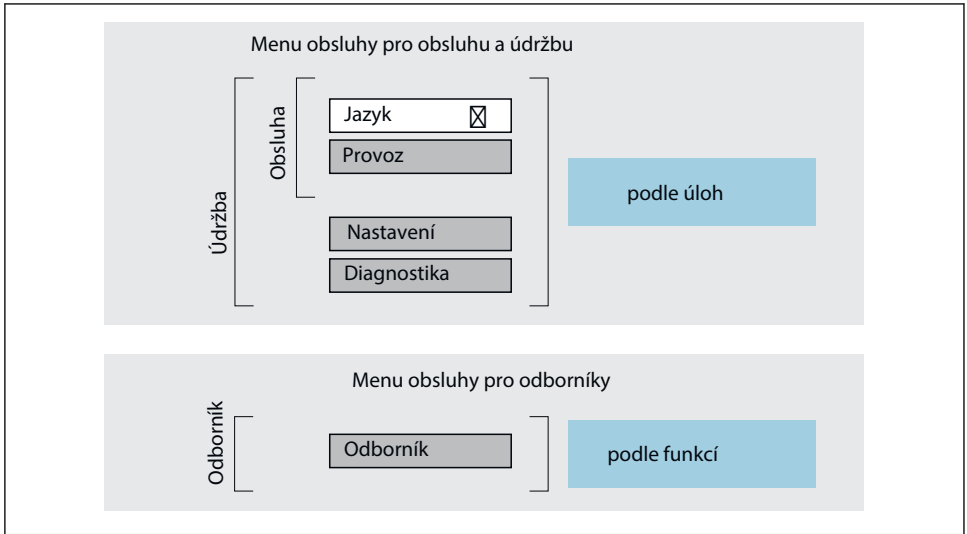 Menu obsluhy pro obsluhu a údržbu
Údržba
Obsluha
Jazyk
Provoz
Nastavení
Diagnostika
podle úloh
Menu obsluhy pro odborníky
Odborník
Odborník
podle funkcí